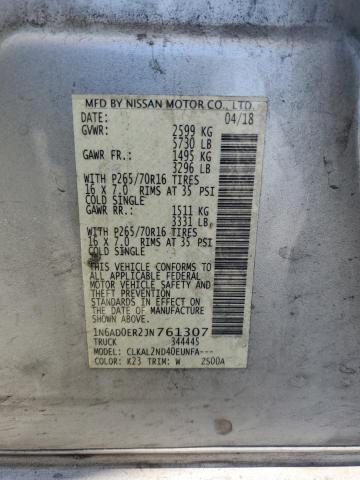 MFD BY NISSAN MOTOR CO., LTD.
DATE: 04/18
GVWR: 2599 KG
5730 LB
GAWR FR.: 1495 KG
3296 LB
WITH P265/70R16 TIRES
16 X 7.0 RIMS AT 35 PSI
COLD SINGLE
GAWR RR.: 1511 KG
3331 LB
WITH P265/70R16 TIRES
16 X 7.0 RIMS AT 35 PSI
COLD SINGLE
THIS VEHICLE CONFORMS TO
ALL APPLICABLE FEDERAL
MOTOR VEHICLE SAFETY AND
STANDARDS IN EFFECT ON THE
DATE OF MFR. SHOWN ABOVE.
1N6AD0ER2JN761307
TRUCK 344445
MODEL: CLKAL2ND40EUNFA---
COLOR: K23 TRIM: W 2500A